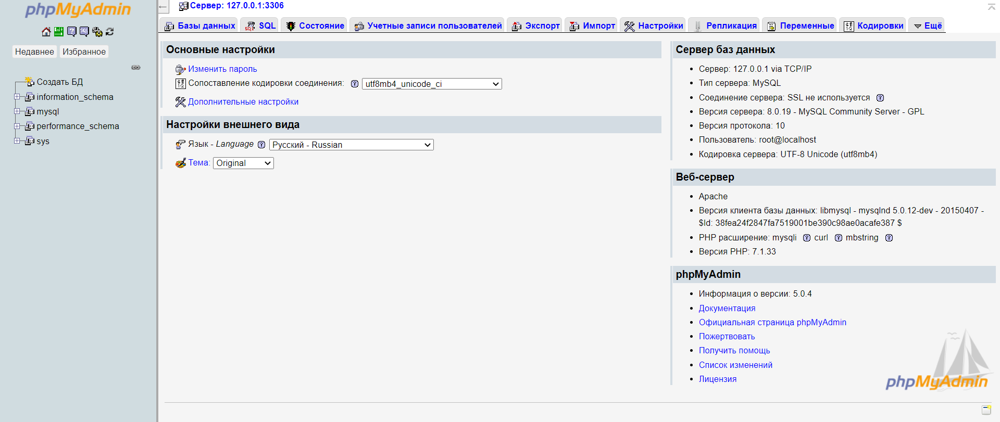 phpMyAdmin
Недавнее Избранное
Создать БД
information_schema
mysql
performance_schema
sys
Сервер: 127.0.0.1:3306
Базы данных SQL Состояние Учетные записи пользователей Экспорт Импорт Настройки Репликация Переменные Кодировки Ещё
Основные настройки
Изменить пароль
Сопоставление кодировки соединения: utf8mb4_unicode_ci
Дополнительные настройки
Настройки внешнего вида
Язык - Language Русский - Russian
Тема: Original
Сервер баз данных
Сервер: 127.0.0.1 via TCP/IP
Тип сервера: MySQL
Соединение сервера: SSL не используется
Версия сервера: 8.0.19 - MySQL Community Server - GPL
Версия протокола: 10
Пользователь: root@localhost
Кодировка сервера: UTF-8 Unicode (utf8mb4)
Веб-сервер
Apache
Версия клиента базы данных: libmysql - mysqlnd 5.0.12-dev - 20150407 -
$Id: 38fea24f2847fa7519001be390c98ae0acafe387 $
PHP расширение: mysqli curl mbstring
Версия PHP: 7.1.33
phpMyAdmin
Информация о версии: 5.0.4
Документация
Официальная страница phpMyAdmin
Пожертвовать
Получить помощь
Список изменений
Лицензия
phpMyAdmin